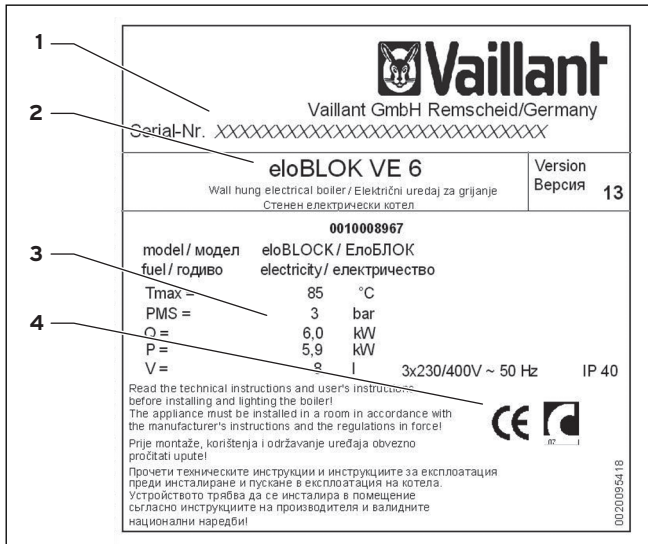 1
Vaillant
Vaillant GmbH Remscheid/Germany
2
Serial-Nr. XXXXXXXXXXXXXXXXXXXXXXXXXXX
eloBLOK VE 6
Version
Wall hung electrical boiler / Električni uredaj za grijanje
Версия 13
Стенен електрически котел
0010008967
3
model / модел eloBLOCK / ЕлоБЛОК
fuel / годиво electricity / електричество
Tmax = 85 °C
4
PMS = 3 bar
Q = 6,0 kW
P = 5,9 kW
V = 8 l 3x230/400V ~ 50 Hz IP 40
Read the technical instructions and user's instructions
before installing and lighting the boiler!
The appliance must be installed in a room in accordance with
the manufacturer's instructions and the regulations in force!
CE
07
Prije montaže, korištenja i održavanje uređaja obvezno
pročitati upute!
Прочети техническите инструкции и инструкциите за експлоатация
преди инсталиране и пускане в експлоатация на котела.
Устройството трябва да се инсталира в помещение
съгласно инструкциите на производителя и валидните
национални наредби!
0020095418